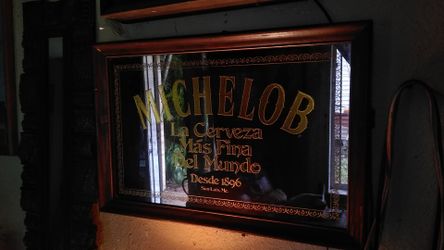 MICHELOB
La Cerveza
Más Fina
Del Mundo
Desde 1896
San Luis, Mo.